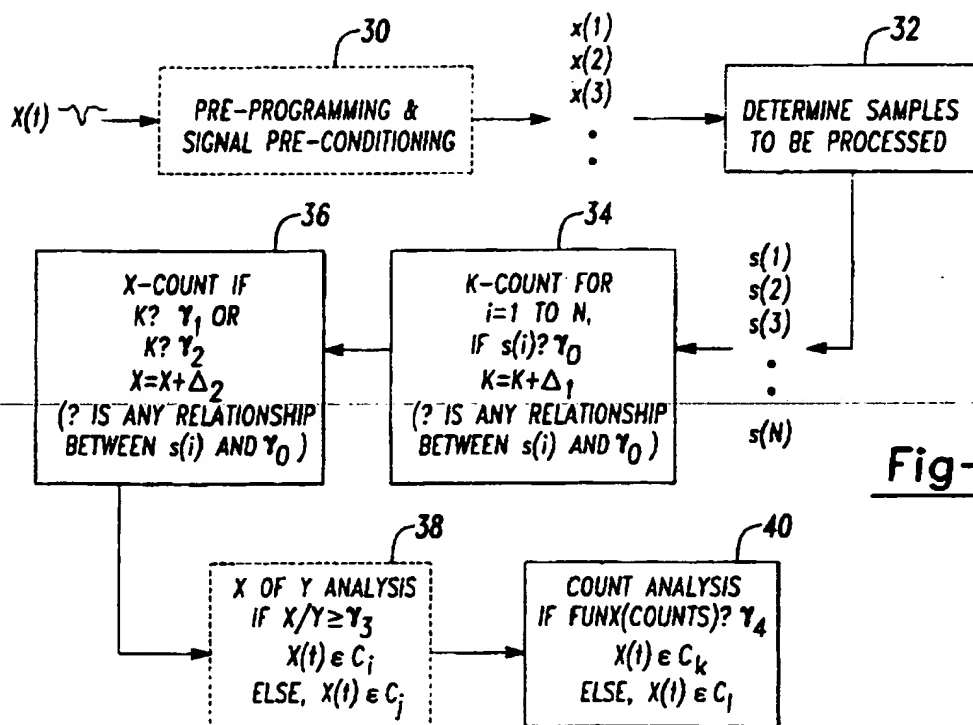 30
X(t)
PRE-PROGRAMMING &
SIGNAL PRE-CONDITIONING
x(1)
x(2)
x(3)
32
DETERMINE SAMPLES
TO BE PROCESSED
36
X-COUNT IF
K? γ1 OR
K? γ2
X=X+Δ2
(? IS ANY RELATIONSHIP
BETWEEN s(i) AND γ0 )
34
K-COUNT FOR
i=1 TO N,
IF s(i)? γ0
K=K+Δ1
(? IS ANY RELATIONSHIP
BETWEEN s(i) AND γ0 )
s(1)
s(2)
s(3)
s(N)
Fig-
38
X OF Y ANALYSIS
IF X/Y≥γ3
X(t) ε Ci
ELSE, X(t) ε Cj
40
COUNT ANALYSIS
IF FUNX(COUNTS)? γ4
X(t) ε Ck
ELSE, X(t) ε Cl